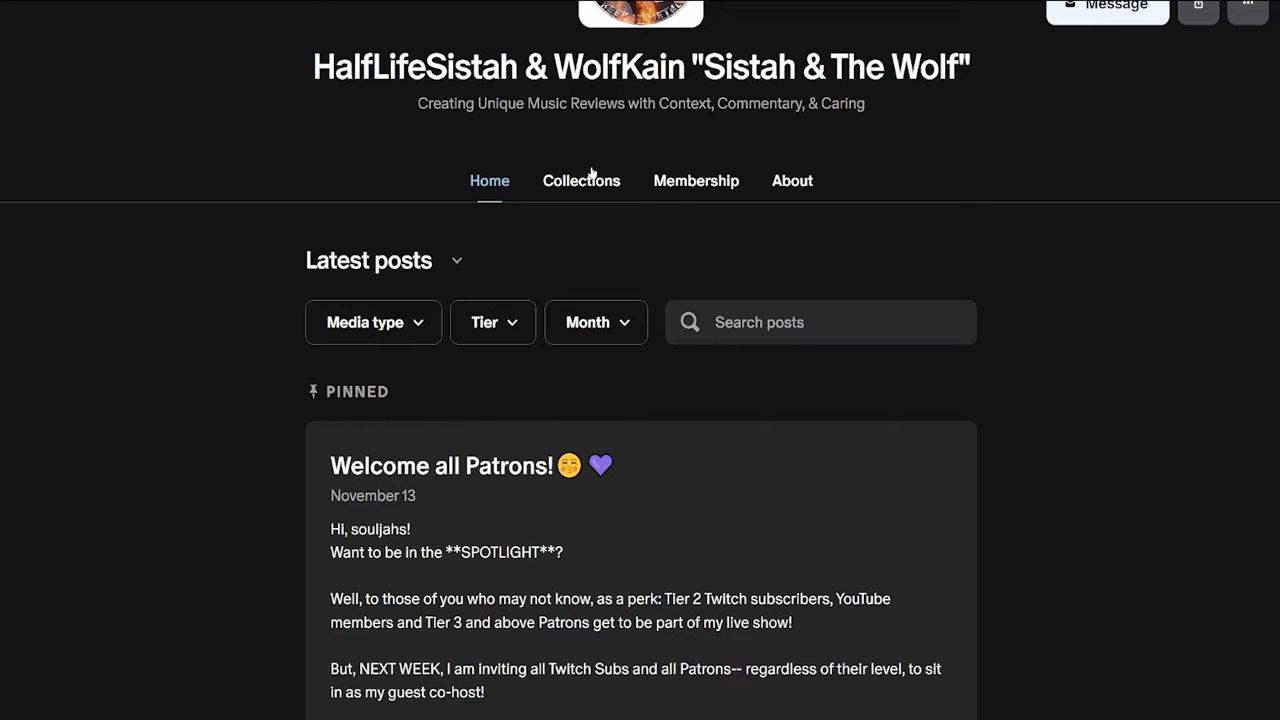 Message
HalfLifeSistah & WolfKain "Sistah & The Wolf"
Creating Unique Music Reviews with Context, Commentary, & Caring
Home Collections Membership About
Latest posts
Media type Tier Month Search posts
PINNED
Welcome all Patrons!😚 💜
November 13
Hi, souljahs!
Want to be in the **SPOTLIGHT**?
Well, to those of you who may not know, as a perk: Tier 2 Twitch subscribers, YouTube
members and Tier 3 and above Patrons get to be part of my live show!
But, NEXT WEEK, I am inviting all Twitch Subs and all Patrons-- regardless of their level, to sit
in as my guest co-host!